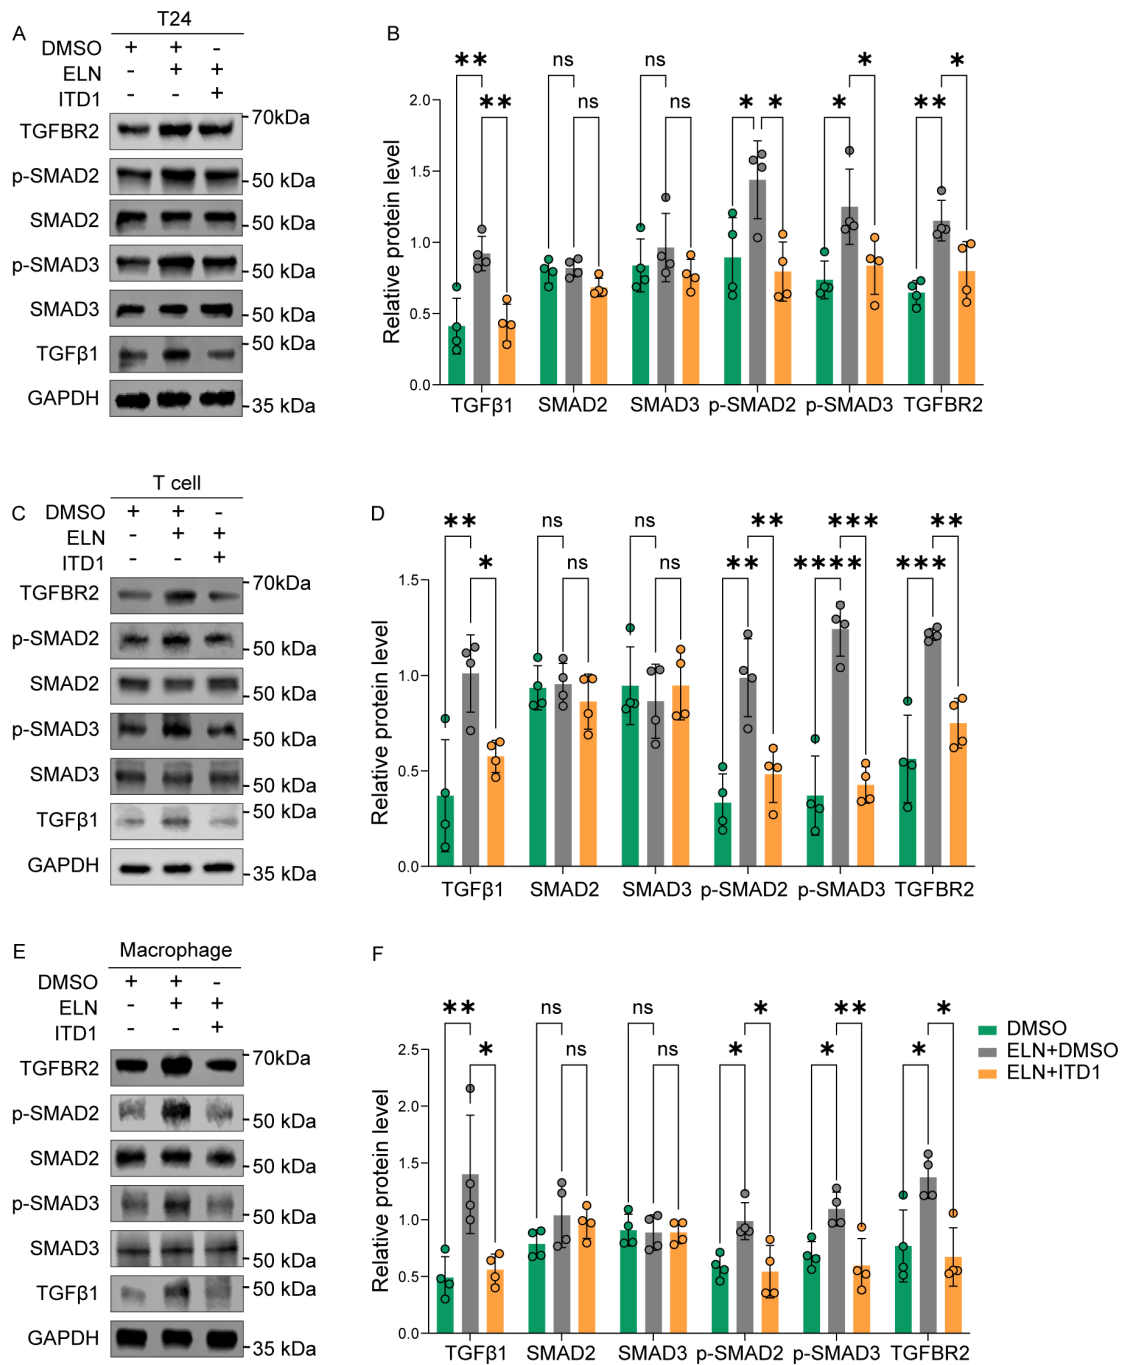 A
T24
DMSO + + -
ELN - + +
ITD1 - - +
TGFBR2 70kDa
p-SMAD2 50 kDa
SMAD2 50 kDa
p-SMAD3 50 kDa
SMAD3
TGFβ1 50 kDa
GAPDH 35 kDa
B
** ns ns * *
** ns ns * * * **
Relative protein level
2.0
1.5
1.0
0.5
0.0
TGFβ1 SMAD2 SMAD3 p-SMAD2 p-SMAD3 TGFBR2
C
T cell
DMSO + + -
ELN - + +
ITD1 - - +
TGFBR2 70kDa
p-SMAD2 50 kDa
SMAD2 50 kDa
p-SMAD3 50 kDa
SMAD3
TGFβ1 50 kDa
GAPDH 35 kDa
D
** ns ns ** *** **
* ns ns ** **** ***
Relative protein level
1.5
1.0
0.5
0.0
TGFβ1 SMAD2 SMAD3 p-SMAD2 p-SMAD3 TGFBR2
E
Macrophage
DMSO + + -
ELN - + +
ITD1 - - +
TGFBR2 70kDa
p-SMAD2 50 kDa
SMAD2 50 kDa
p-SMAD3 50 kDa
SMAD3 50 kDa
TGFβ1 50 kDa
GAPDH 35 kDa
F
** ns ns * ** *
* ns ns * * *
Relative protein level
2.5
2.0
1.5
1.0
0.5
0.0
TGFβ1 SMAD2 SMAD3 p-SMAD2 p-SMAD3 TGFBR2
DMSO
ELN+DMSO
ELN+ITD1